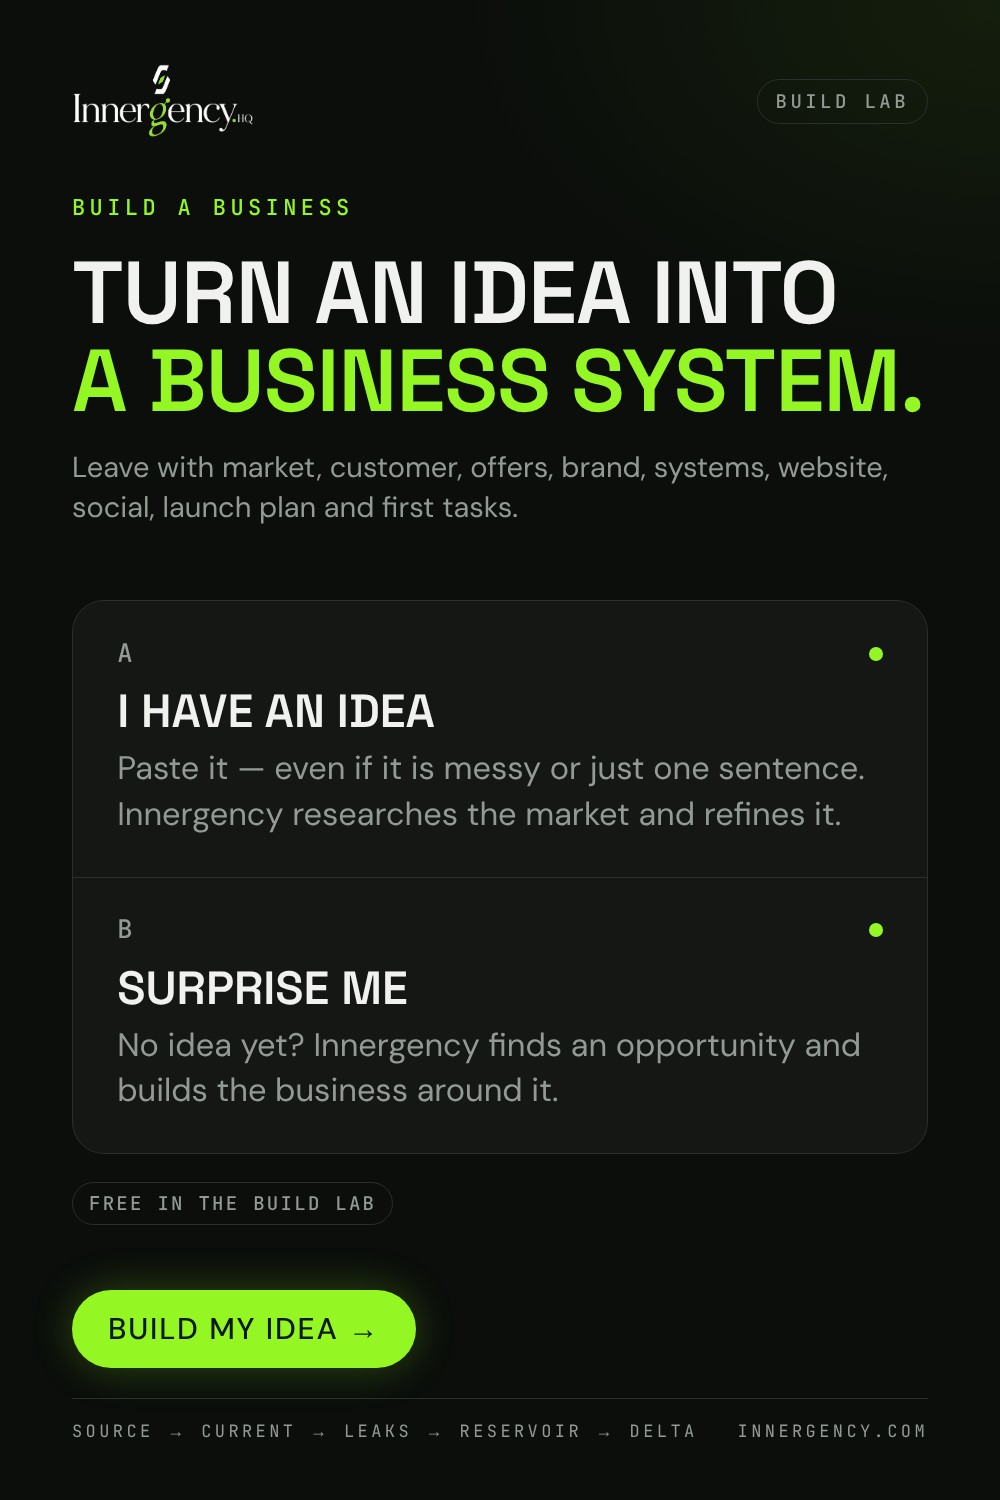 Innergency.HQ
BUILD LAB
BUILD A BUSINESS
TURN AN IDEA INTO
A BUSINESS SYSTEM.
Leave with market, customer, offers, brand, systems, website,
social, launch plan and first tasks.
A
I HAVE AN IDEA
Paste it — even if it is messy or just one sentence.
Innergency researches the market and refines it.
B
SURPRISE ME
No idea yet? Innergency finds an opportunity and
builds the business around it.
FREE IN THE BUILD LAB
BUILD MY IDEA →
SOURCE → CURRENT → LEAKS → RESERVOIR → DELTA
INNERGENCY.COM